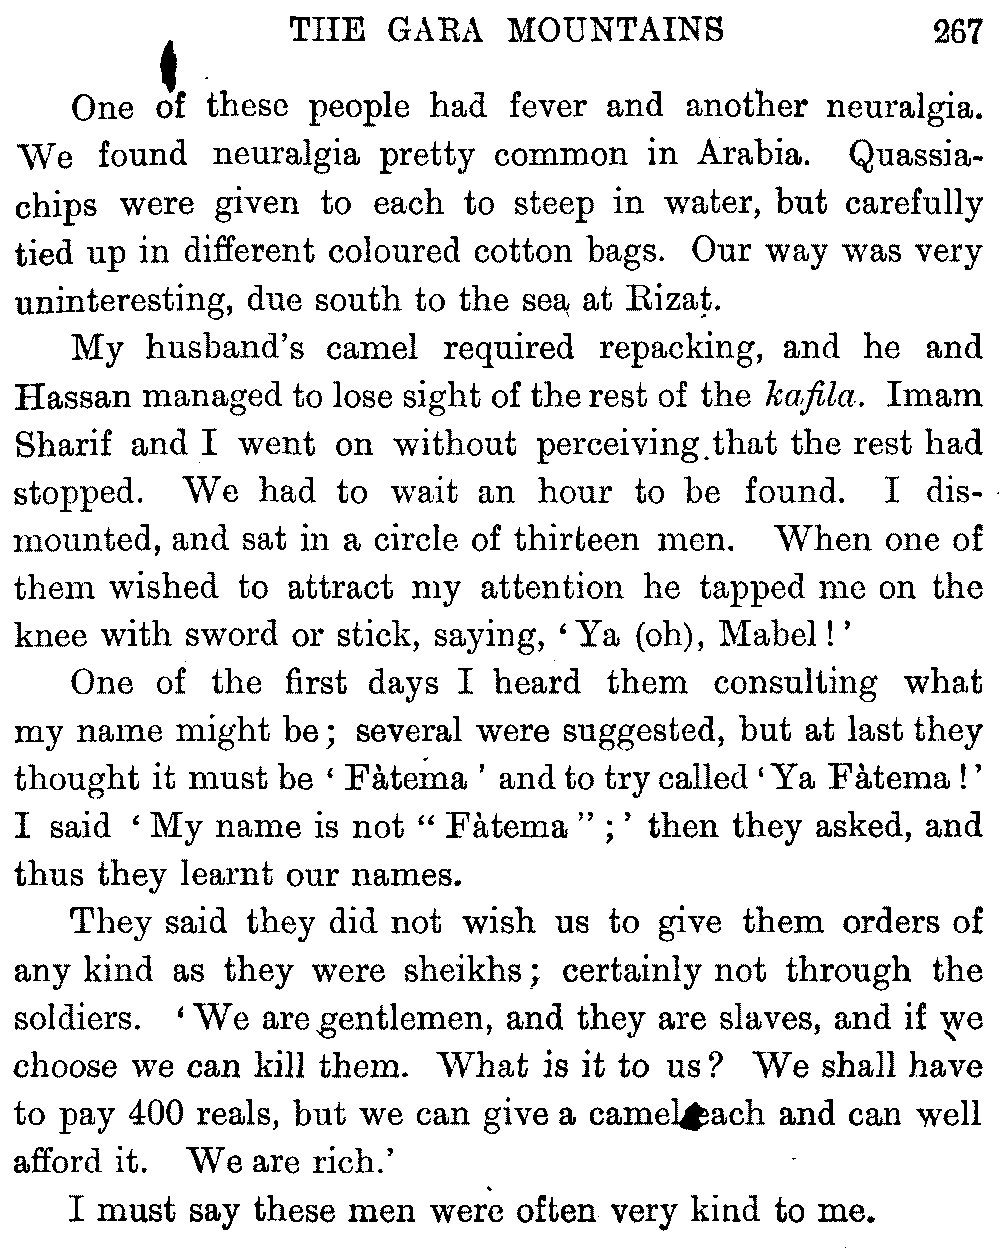 THE GARA MOUNTAINS 267
One of these people had fever and another neuralgia.
We found neuralgia pretty common in Arabia. Quassia-
chips were given to each to steep in water, but carefully
tied up in different coloured cotton bags. Our way was very
uninteresting, due south to the sea, at Rizat.
My husband's camel required repacking, and he and
Hassan managed to lose sight of the rest of the kafila. Imam
Sharif and I went on without perceiving that the rest had
stopped. We had to wait an hour to be found. I dis-
mounted, and sat in a circle of thirteen men. When one of
them wished to attract my attention he tapped me on the
knee with sword or stick, saying, ‘Ya (oh), Mabel!’
One of the first days I heard them consulting what
my name might be; several were suggested, but at last they
thought it must be ‘Fàtema’ and to try called ‘Ya Fàtema!’
I said ‘My name is not “Fàtema”;’ then they asked, and
thus they learnt our names.
They said they did not wish us to give them orders of
any kind as they were sheikhs; certainly not through the
soldiers. ‘We are gentlemen, and they are slaves, and if we
choose we can kill them. What is it to us? We shall have
to pay 400 reals, but we can give a camel each and can well
afford it. We are rich.’
I must say these men were often very kind to me.